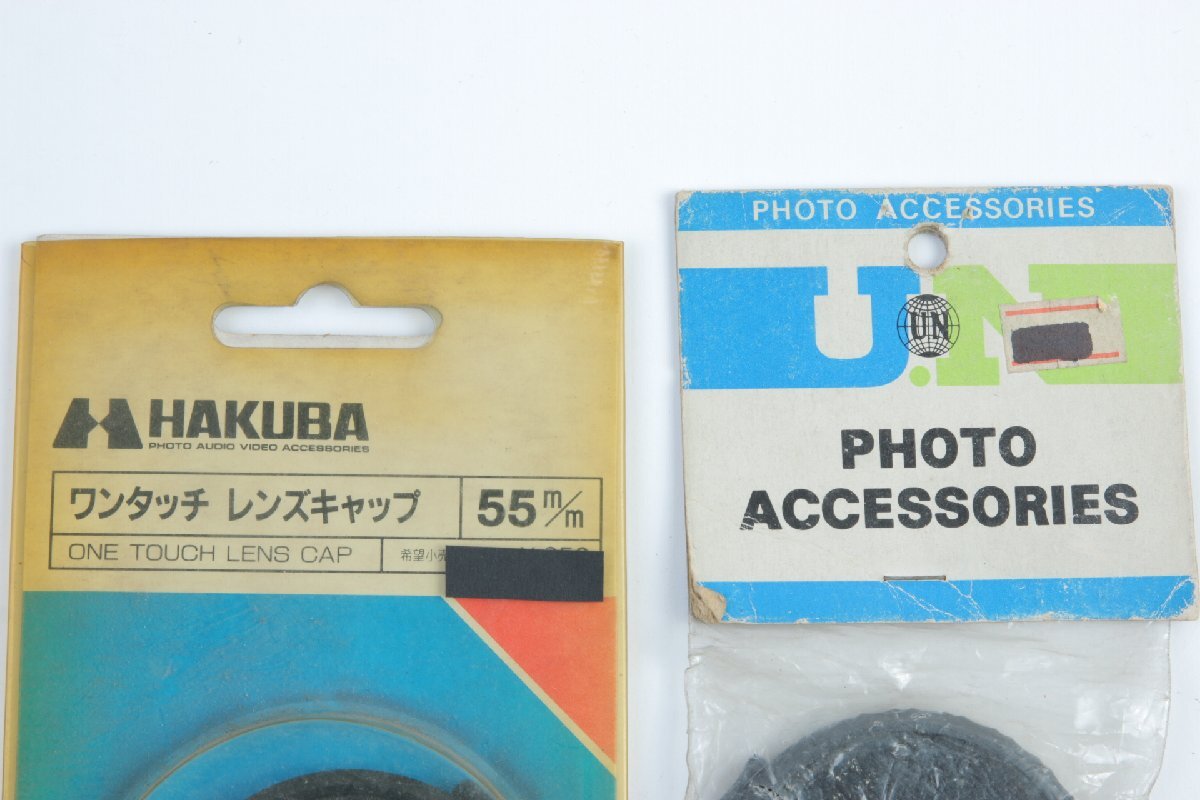 HAKUBA
PHOTO AUDIO VIDEO ACCESSORIES
ワンタッチ レンズキャップ
55 m/m
ONE TOUCH LENS CAP
希望小売
PHOTO ACCESSORIES
U.N
UN
PHOTO
ACCESSORIES